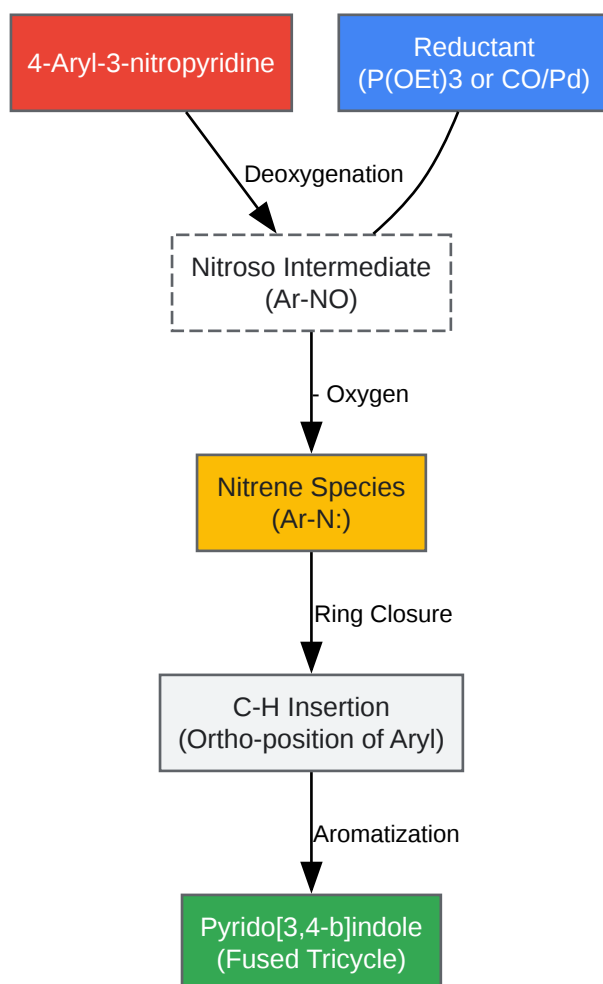 4-Aryl-3-nitropyridine
Reductant
(P(OEt)3 or CO/Pd)
Deoxygenation
Nitroso Intermediate
(Ar-NO)
- Oxygen
Nitrene Species
(Ar-N:)
Ring Closure
C-H Insertion
(Ortho-position of Aryl)
Aromatization
Pyrido[3,4-b]indole
(Fused Tricycle)